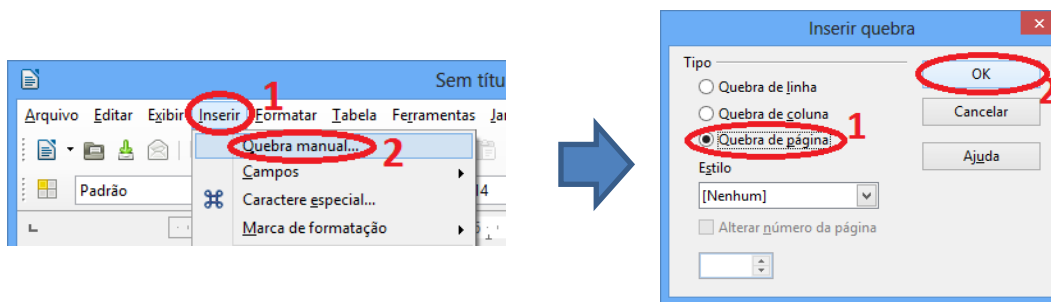 Sem títu
1
Arquivo Editar Exibir Inserir Formatar Tabela Ferramentas Jan
Quebra manual... 2
Campos
Padrão
14
Caractere especial...
Marca de formatação
Inserir quebra
Tipo
OK
2
Quebra de linha
Quebra de coluna
Cancelar
Quebra de página 1
Ajuda
Estilo
[Nenhum]
Alterar número da página